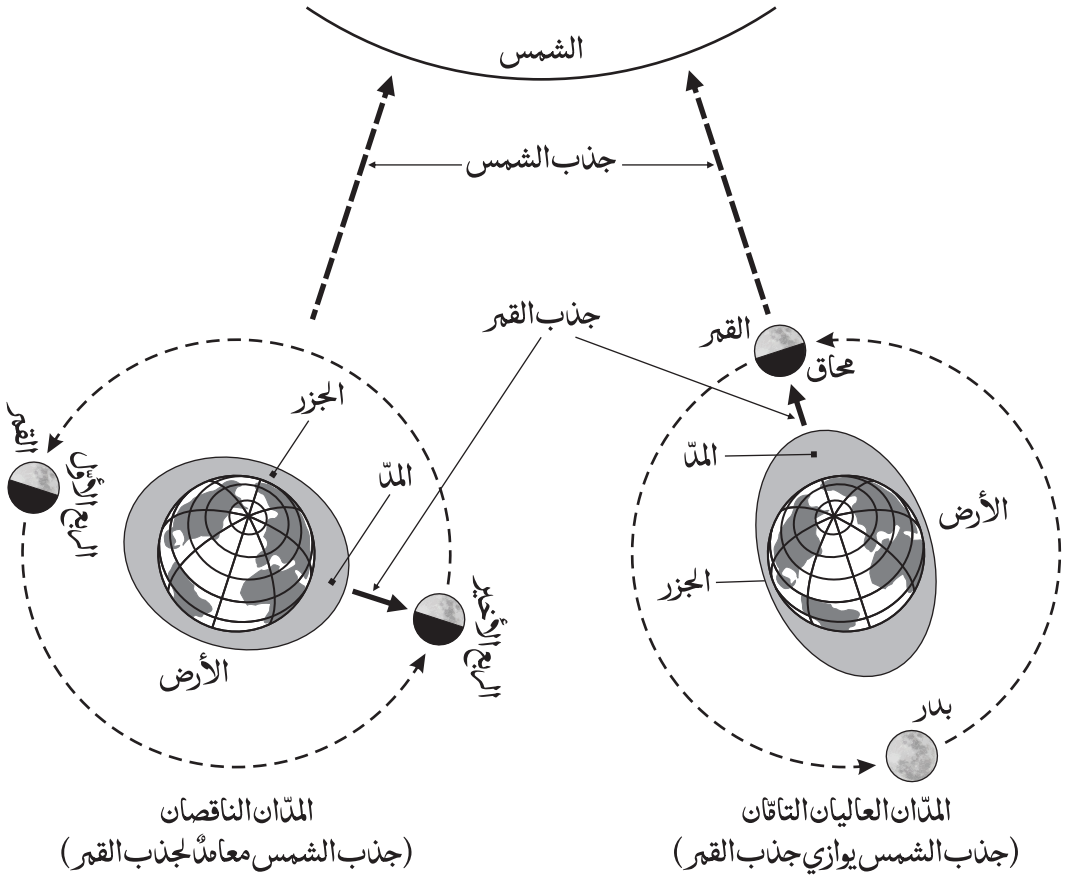 الشمس
جذب الشمس
جذب القمر
القمر
محاق
المدّ
الأرض
الجزر
بدر
المدّان العاليان التامّان
(جذب الشمس يوازي جذب القمر)
الجزر
المدّ
القمر
الربع الأوّل
الربع الأخير
الأرض
المدّان الناقصان
(جذب الشمس معامدٌ لجذب القمر)